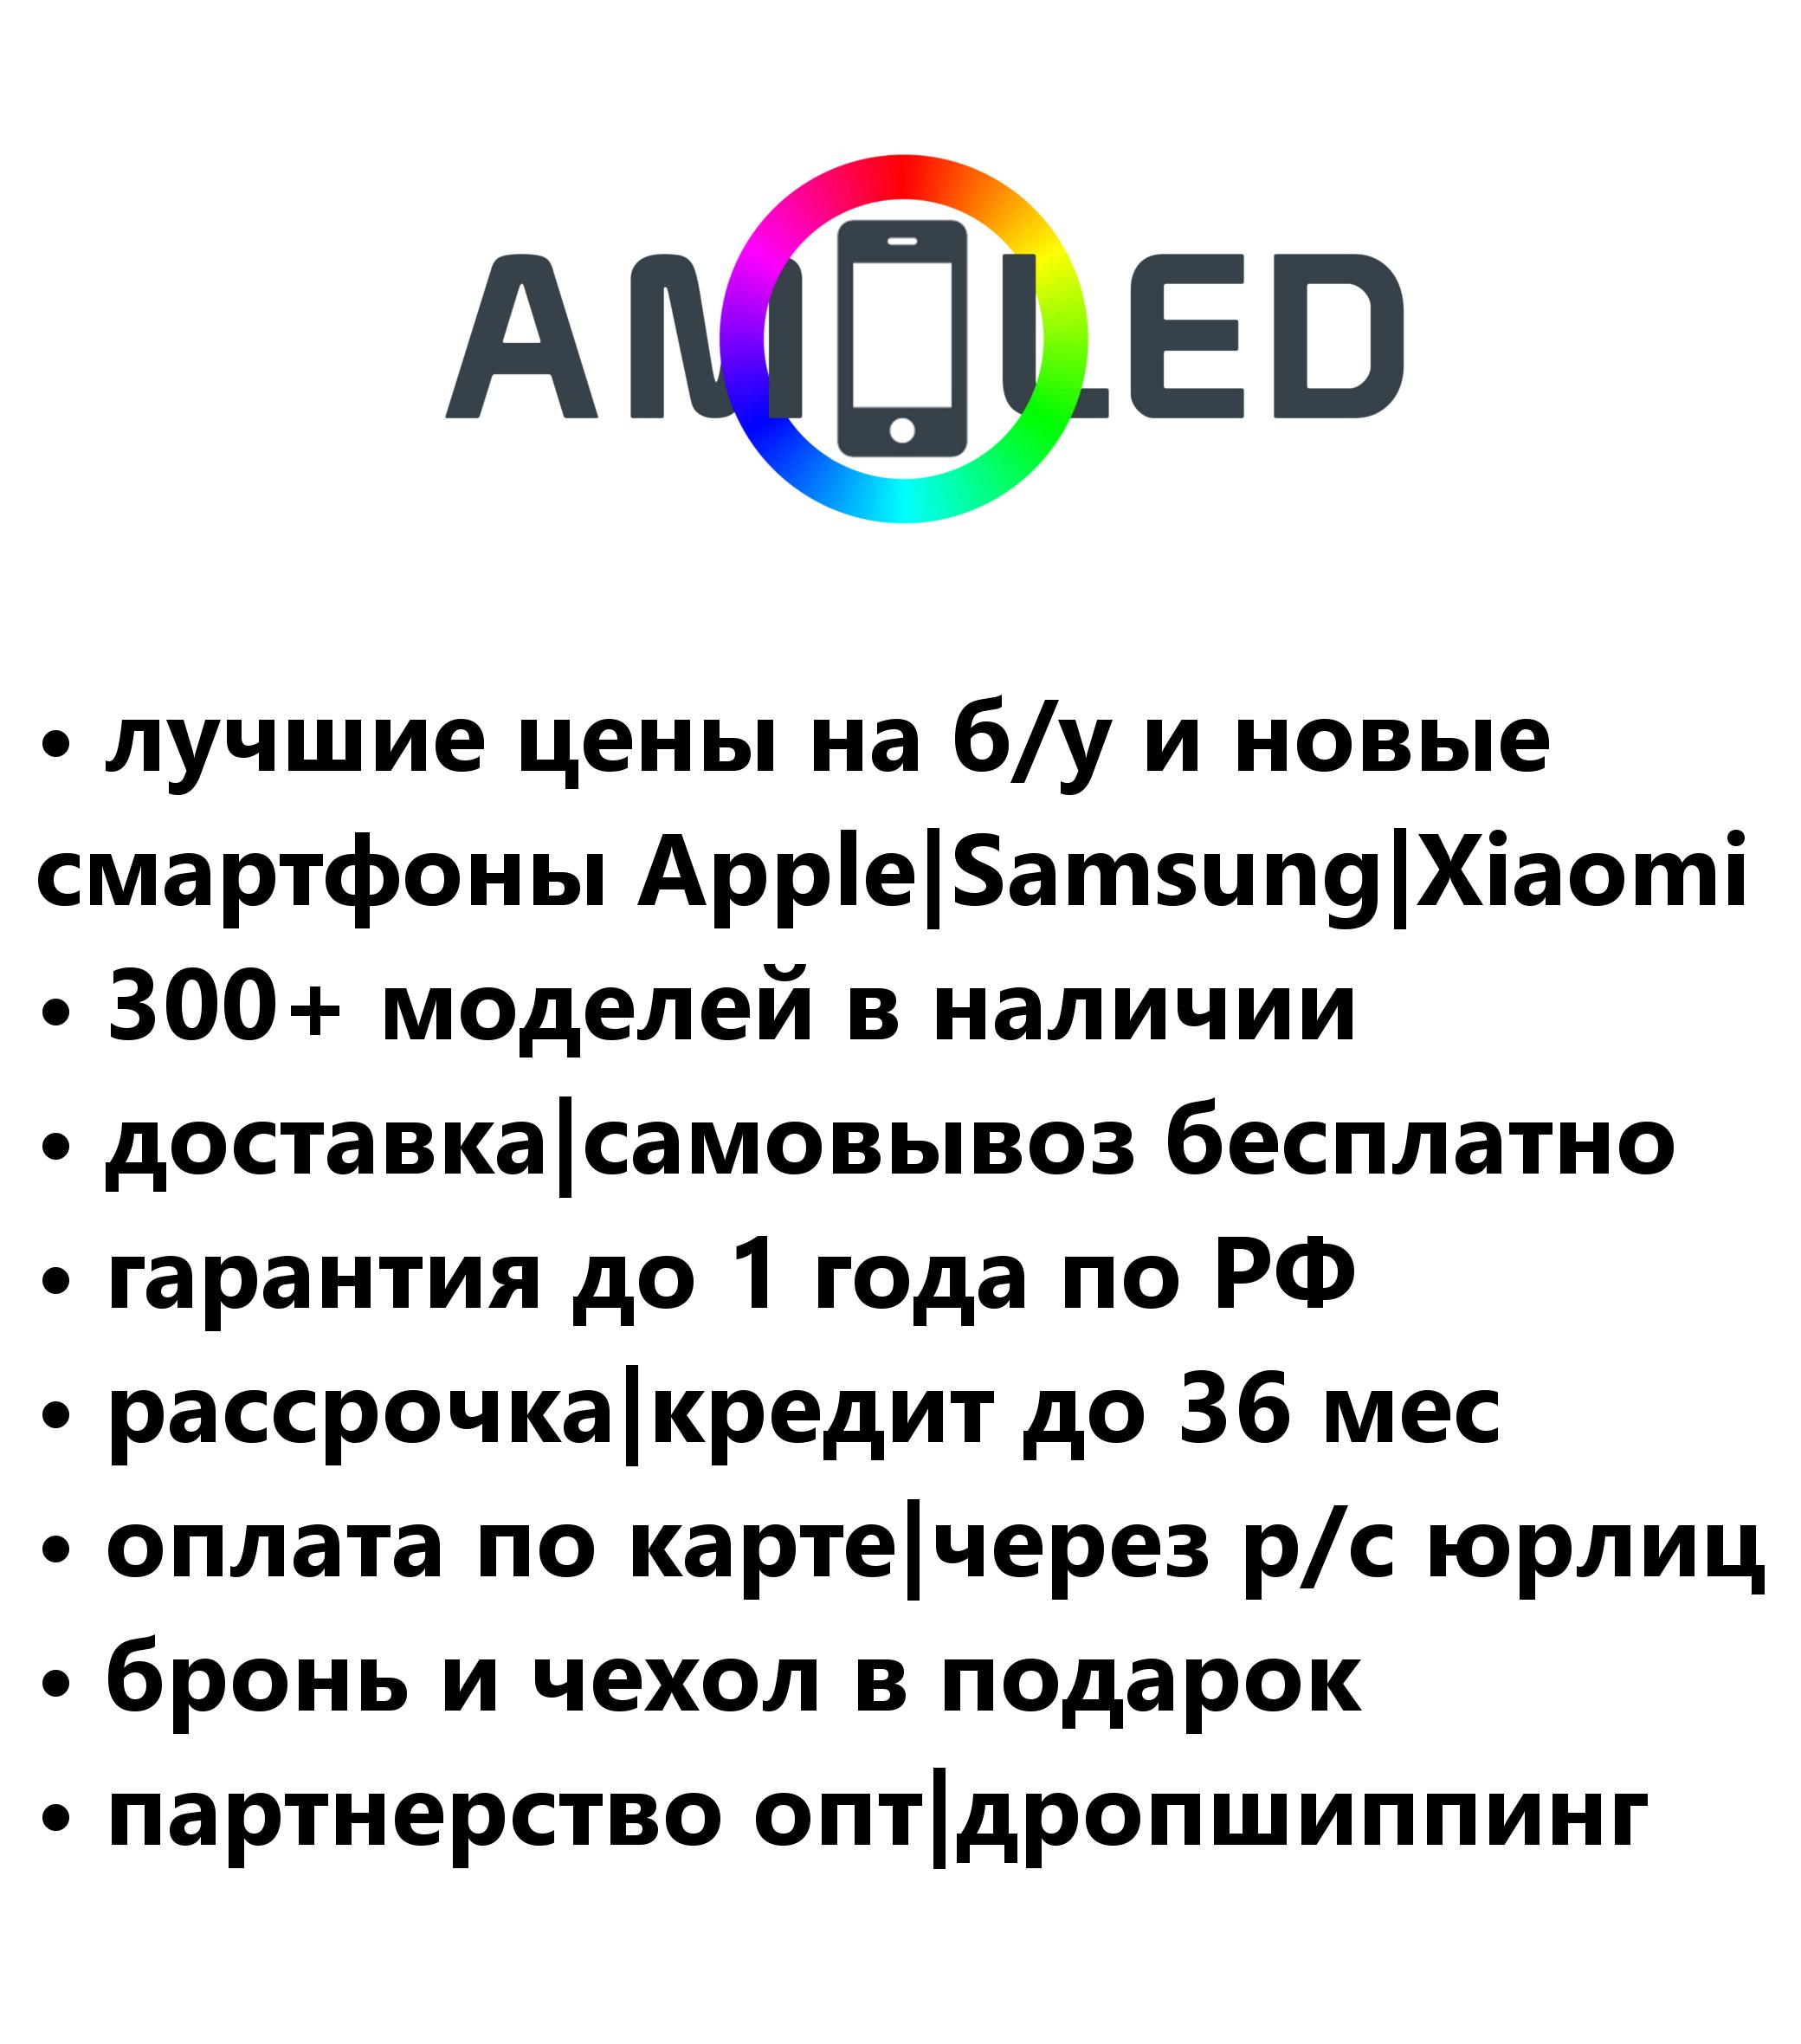 AMOLED
• лучшие цены на б/у и новые
смартфоны Apple|Samsung|Xiaomi
• 300+ моделей в наличии
• доставка|самовывоз бесплатно
• гарантия до 1 года по РФ
• рассрочка|кредит до 36 мес
• оплата по карте|через р/с юрлиц
• бронь и чехол в подарок
• партнерство опт|дропшиппинг